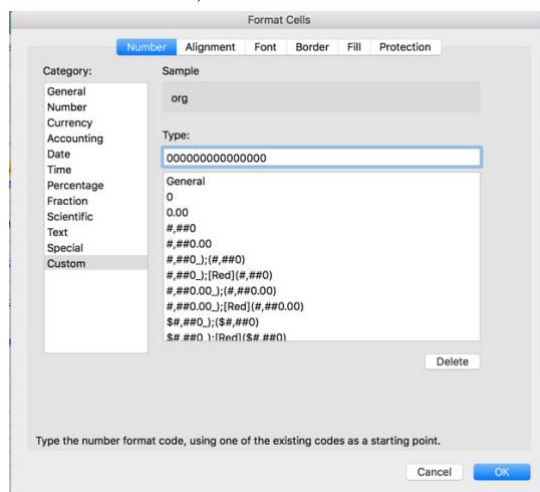 Format Cells
Number Alignment Font Border Fill Protection
Category:
General
Number
Currency
Accounting
Date
Time
Percentage
Fraction
Scientific
Text
Special
Custom
Sample
org
Type:
000000000000000
General
0
0.00
#,##0
#,##0.00
#,##0_);(#,##0)
#,##0_);[Red](#,##0)
#,##0.00_);(#,##0.00)
#,##0.00_);[Red](#,##0.00)
$#,##0_);($#,##0)
$#,##0_);[Red]($#,##0)
Delete
Type the number format code, using one of the existing codes as a starting point.
Cancel OK